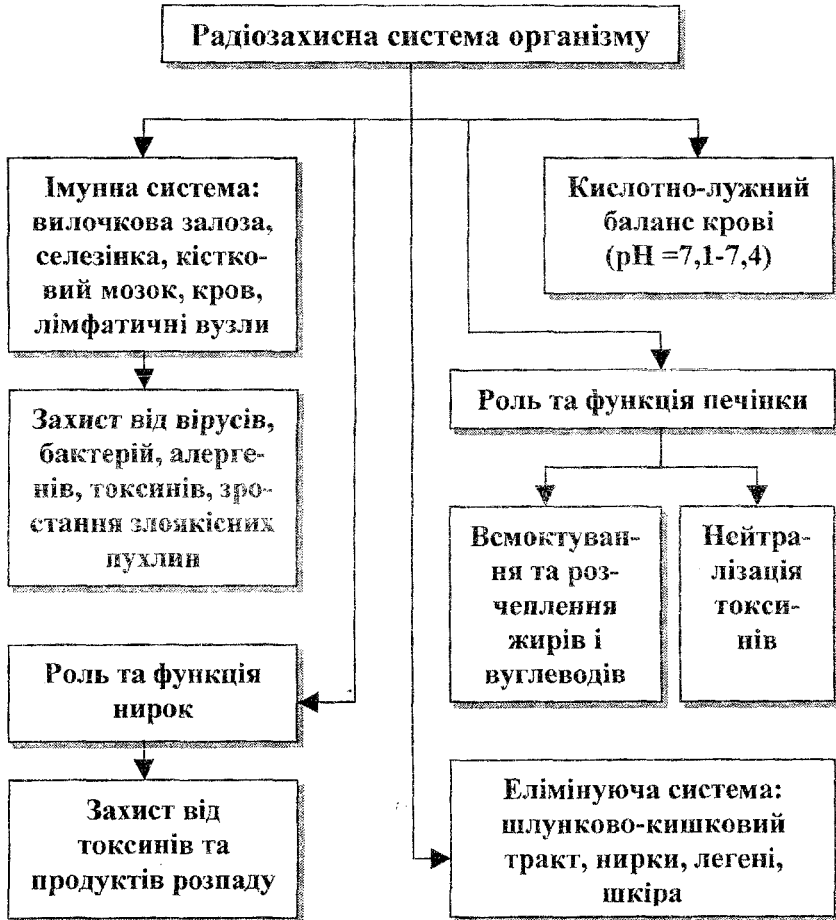 Радіозахисна система організму
Імунна система:
вилочкова залоза,
селезінка, кістко-
вий мозок, кров,
лімфатичні вузли
Кислотно-лужний
баланс крові
(рН =7,1-7,4)
Захист від вірусів,
бактерій, алерге-
нів, токсинів, зро-
стання злоякісних
пухлин
Роль та функція печінки
Всмоктуван-
ня та роз-
чеплення
жирів і
вуглеводів
Нейтра-
лізація
токси-
нів
Роль та функція
нирок
Захист від
токсинів та
продуктів розпаду
Елімінуюча система:
шлунково-кишковий
тракт, нирки, легені,
шкіра